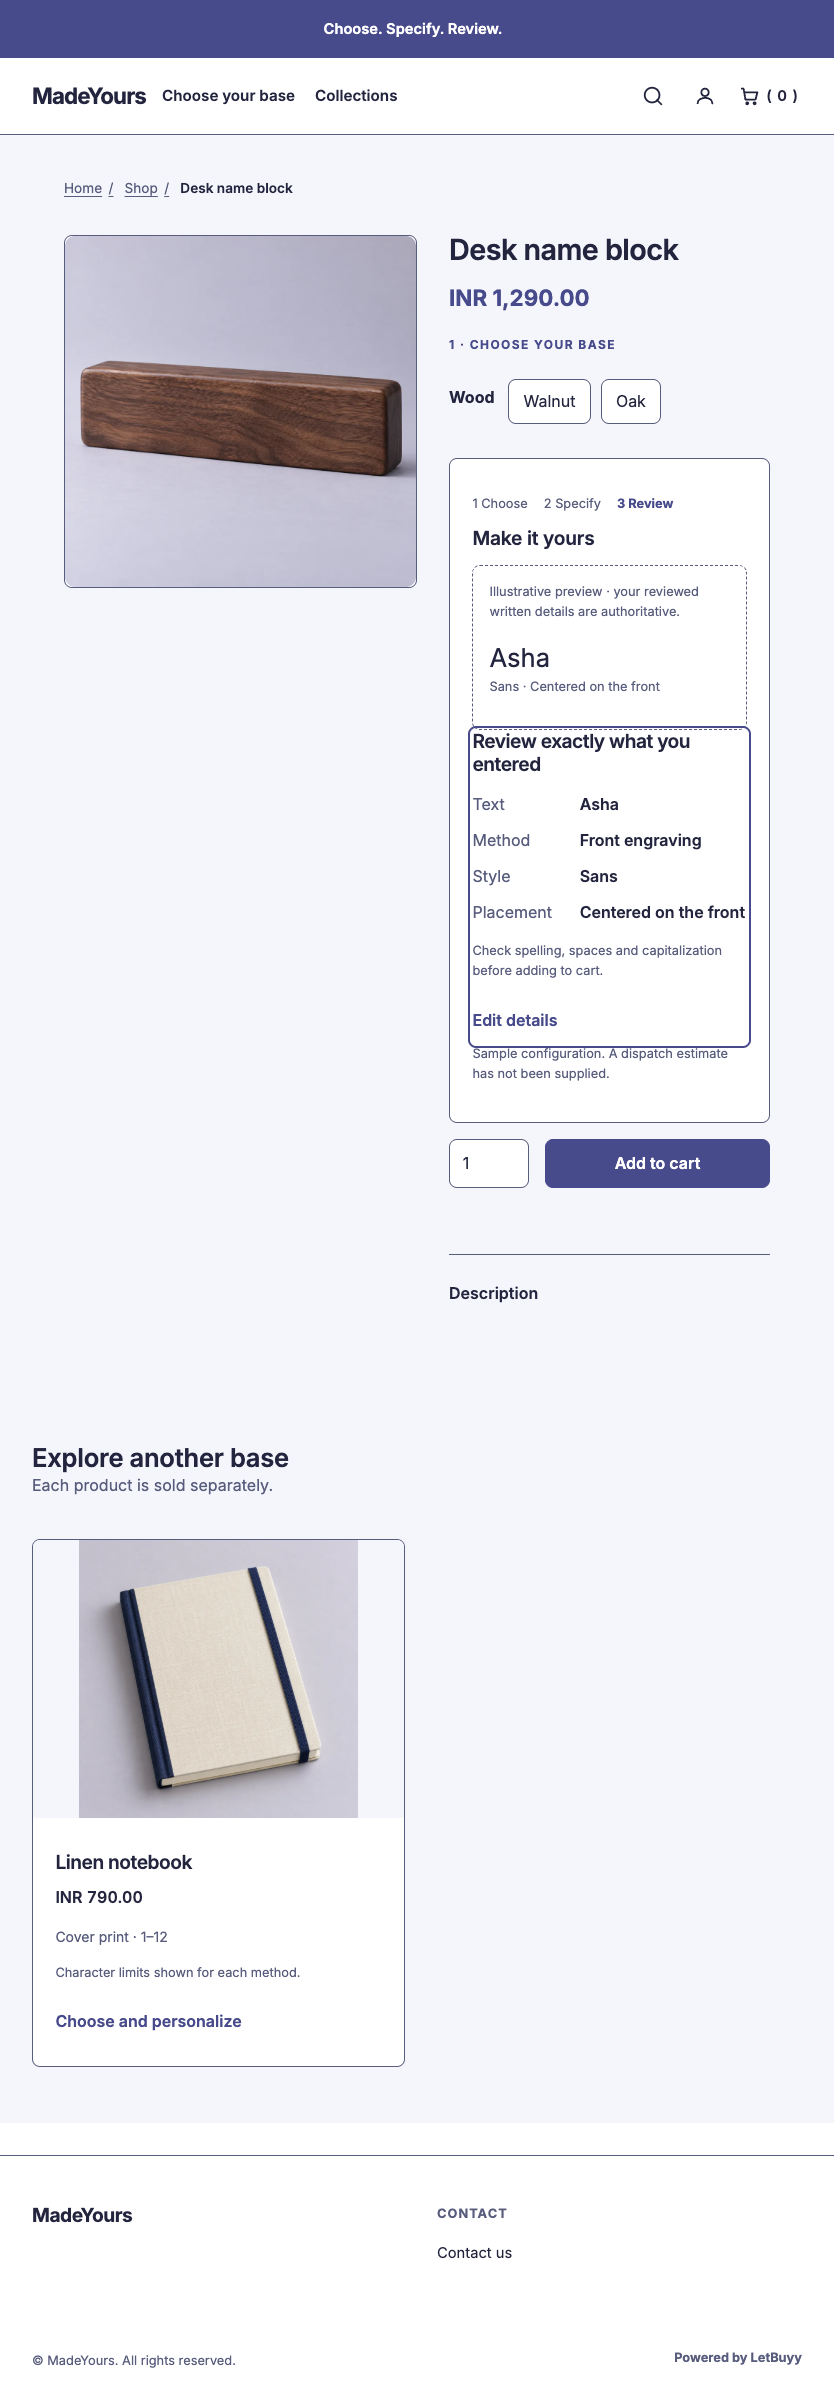 Choose. Specify. Review.
MadeYours Choose your base Collections ( 0 )
Home / Shop / Desk name block
Desk name block
INR 1,290.00
1 · CHOOSE YOUR BASE
Wood Walnut Oak
1 Choose 2 Specify 3 Review
Make it yours
Illustrative preview · your reviewed
written details are authoritative.
Asha
Sans · Centered on the front
Review exactly what you
entered
Text Asha
Method Front engraving
Style Sans
Placement Centered on the front
Check spelling, spaces and capitalization
before adding to cart.
Edit details
Sample configuration. A dispatch estimate
has not been supplied.
1 Add to cart
Description
Explore another base
Each product is sold separately.
Linen notebook
INR 790.00
Cover print · 1–12
Character limits shown for each method.
Choose and personalize
MadeYours
CONTACT
Contact us
© MadeYours. All rights reserved.
Powered by LetBuyy